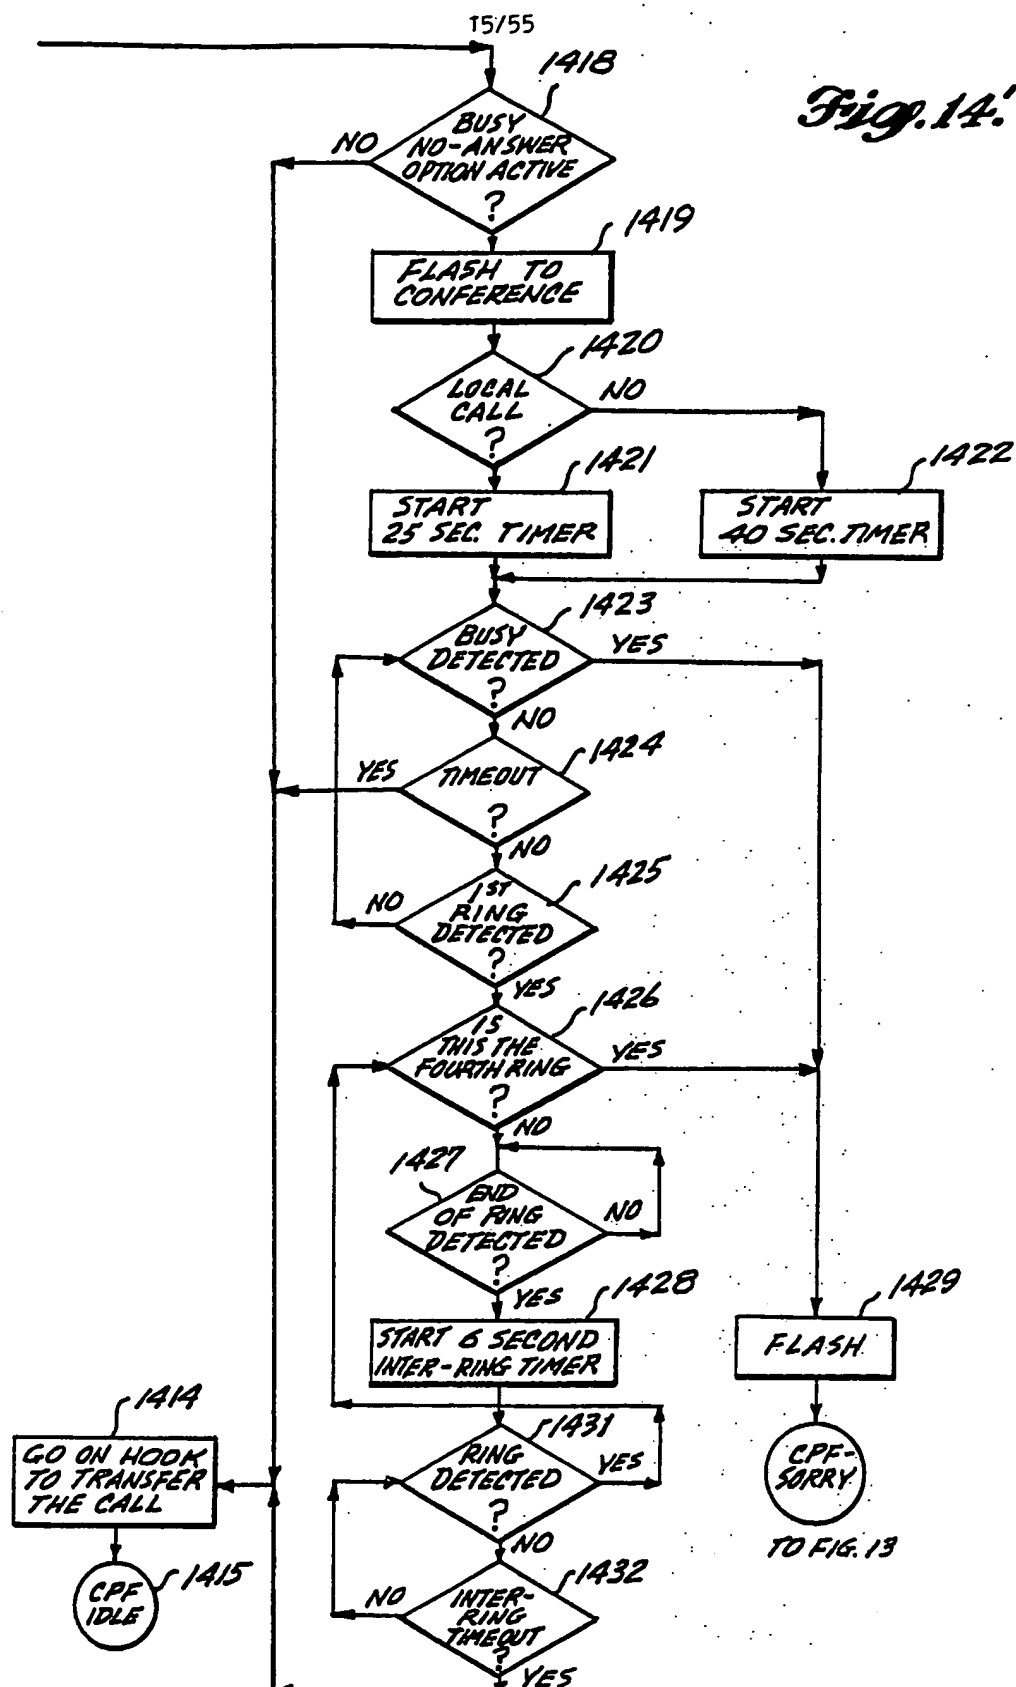 15/55
Fig. 14.
1418
BUSY
NO-ANSWER
OPTION ACTIVE
?
NO
1419
FLASH TO
CONFERENCE
1420
LOCAL
CALL
?
NO
1421
START
25 SEC. TIMER
1422
START
40 SEC. TIMER
1423
BUSY
DETECTED
?
YES
NO
1424
TIMEOUT
?
YES
NO
1425
1ST
RING
DETECTED
?
NO
YES
1426
IS
THIS THE
FOURTH RING
?
YES
NO
1427
END
OF RING
DETECTED
?
NO
YES
1428
START 6 SECOND
INTER-RING TIMER
1429
FLASH
1431
RING
DETECTED
?
YES
NO
CPF-
SORRY
TO FIG. 13
1414
GO ON HOOK
TO TRANSFER
THE CALL
1415
CPF
IDLE
1432
INTER-
RING
TIMEOUT
?
NO
YES